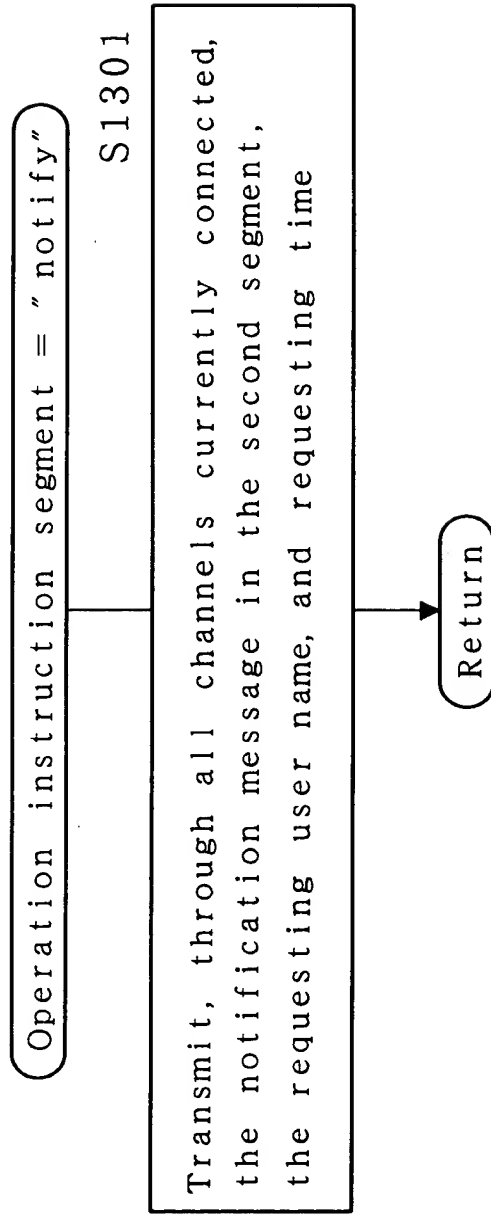 Operation instruction segment = "notify"
S1301
Transmit, through all channels currently connected,
the notification message in the second segment,
the requesting user name, and requesting time
Return